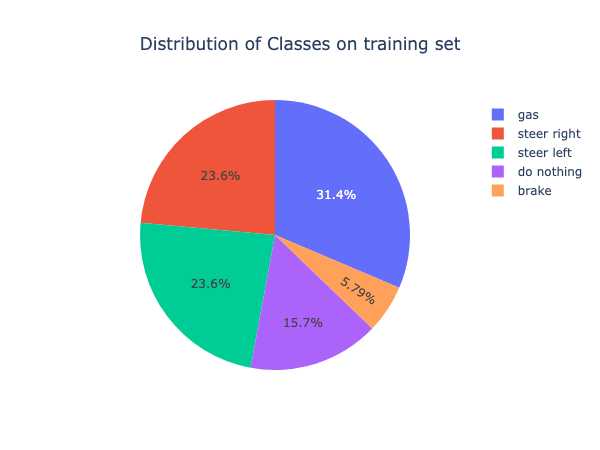 Distribution of Classes on training set
gas
steer right
steer left
do nothing
brake
23.6%
31.4%
23.6%
5.79%
15.7%